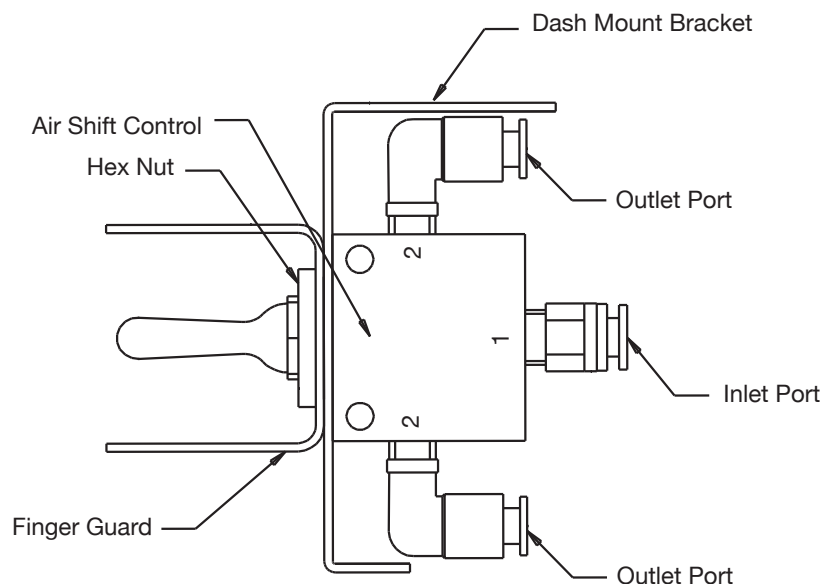 Dash Mount Bracket
Air Shift Control
Hex Nut
Outlet Port
2
1
Inlet Port
2
Finger Guard
Outlet Port